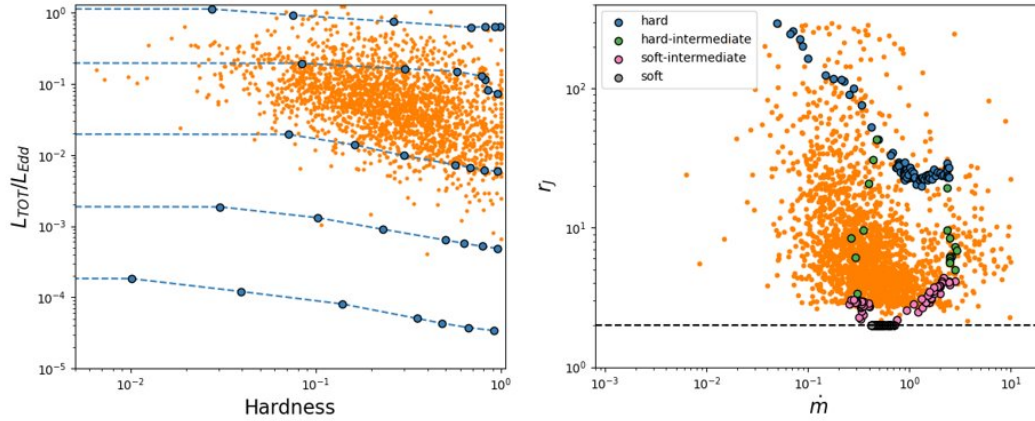 10⁰
10⁻¹
10⁻²
10⁻³
10⁻⁴
10⁻⁵
L_TOT/L_Edd
10⁻²
10⁻¹
10⁰
Hardness
hard
hard-intermediate
soft-intermediate
soft
10²
10¹
10⁰
r_J
10⁻³
10⁻²
10⁻¹
10⁰
10¹
ṁ